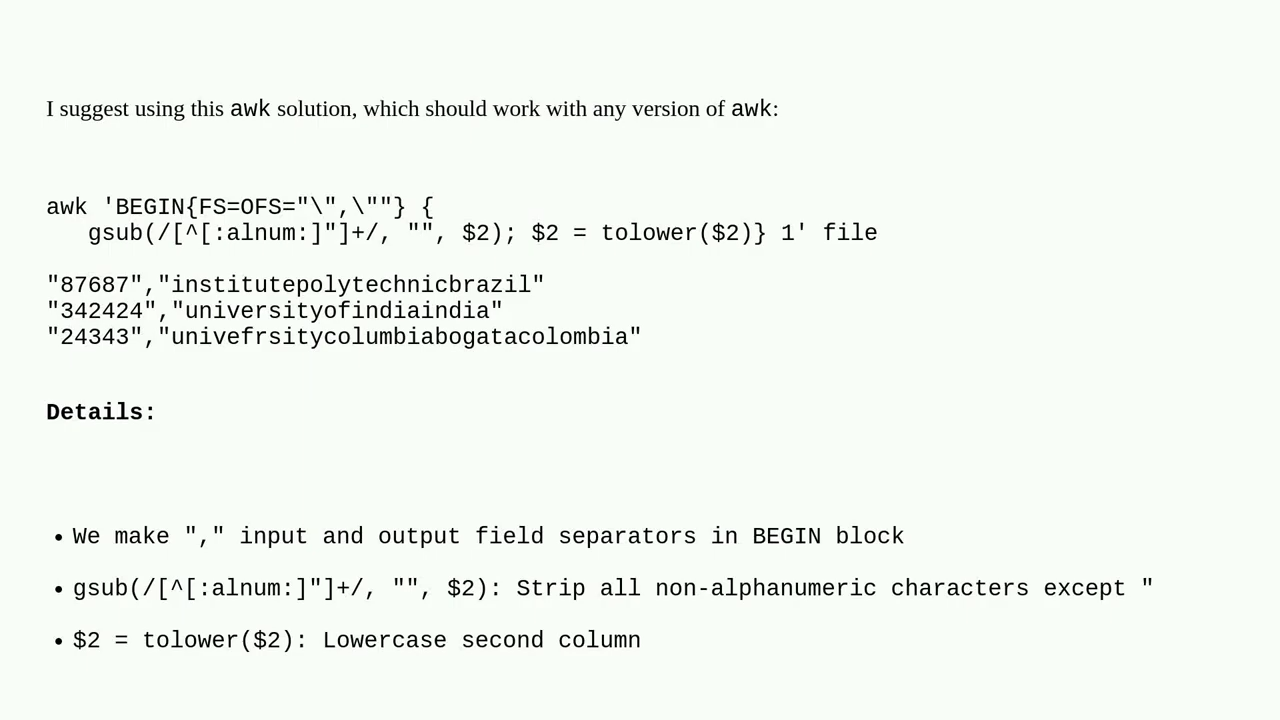 I suggest using this awk solution, which should work with any version of awk:
awk 'BEGIN{FS=OFS="\",\""} {
   gsub(/[^[:alnum:]"]+/, "", $2); $2 = tolower($2)} 1' file
"87687","institutepolytechnicbrazil"
"342424","universityofindiaindia"
"24343","univefrsitycolumbiabogatacolombia"
Details:
• We make "," input and output field separators in BEGIN block
• gsub(/[^[:alnum:]"]+/, "", $2): Strip all non-alphanumeric characters except "
• $2 = tolower($2): Lowercase second column